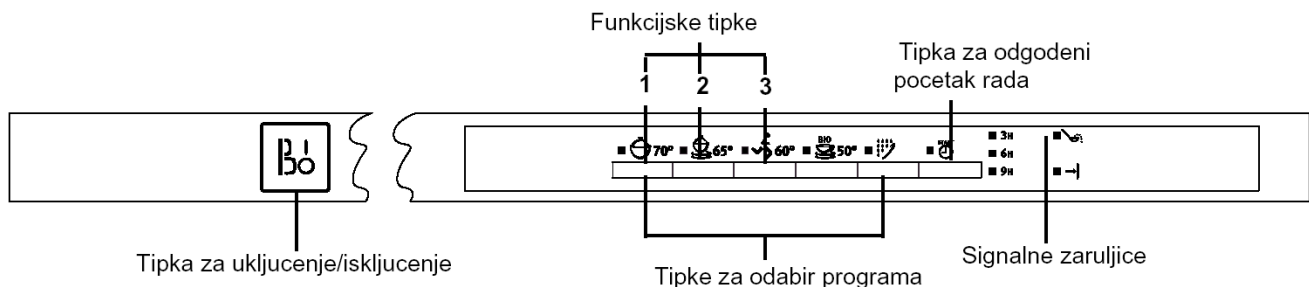 Funkcijske tipke
Tipka za odgodeni
pocetak rada
1 2 3
70° 65° 60° BIO 50°
3H
6H
9H
Tipka za ukljucenje/iskljucenje
Tipke za odabir programa
Signalne zaruljice